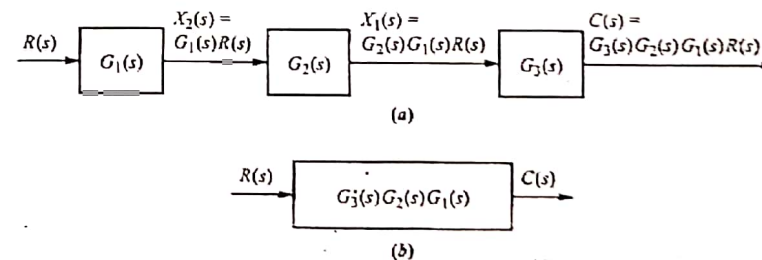 X₂(s) =
X₁(s) =
C(s) =
R(s)
G₁(s)
G₁(s)R(s)
G₂(s)
G₂(s)G₁(s)R(s)
G₃(s)
G₃(s)G₂(s)G₁(s)R(s)
(a)
R(s)
G₃(s)G₂(s)G₁(s)
C(s)
(b)